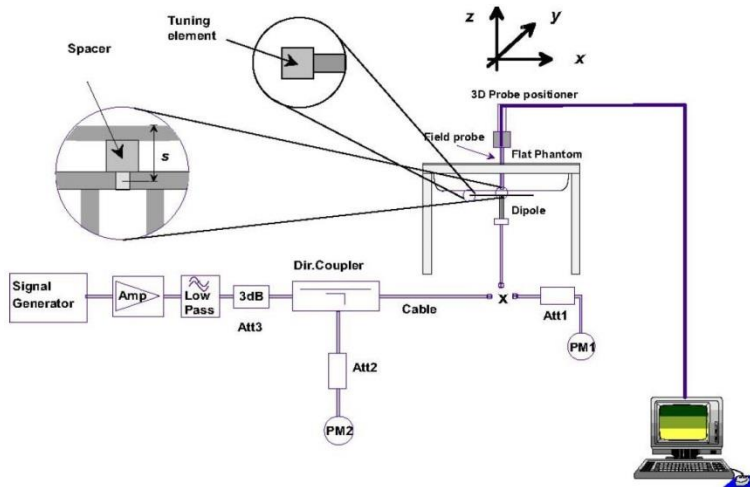 Tuning
element
Spacer
s
z
y
x
3D Probe positioner
Field probe
Flat Phantom
Dipole
Dir.Coupler
Signal
Generator
Amp
Low
Pass
3dB
Att3
Cable
x
Att1
PM1
Att2
PM2